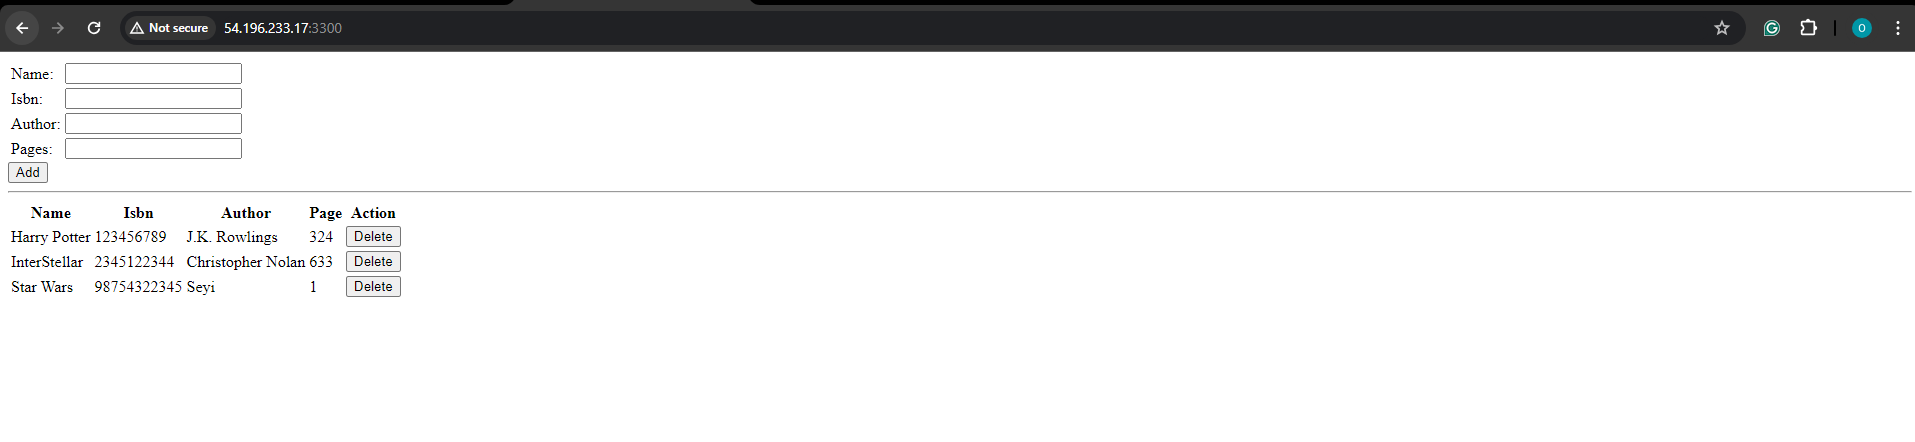 Not secure 54.196.233.17:3300 O
Name:
Isbn:
Author:
Pages:
Add
Name Isbn Author Page Action
Harry Potter 123456789 J.K. Rowlings 324 Delete
InterStellar 2345122344 Christopher Nolan 633 Delete
Star Wars 98754322345 Seyi 1 Delete